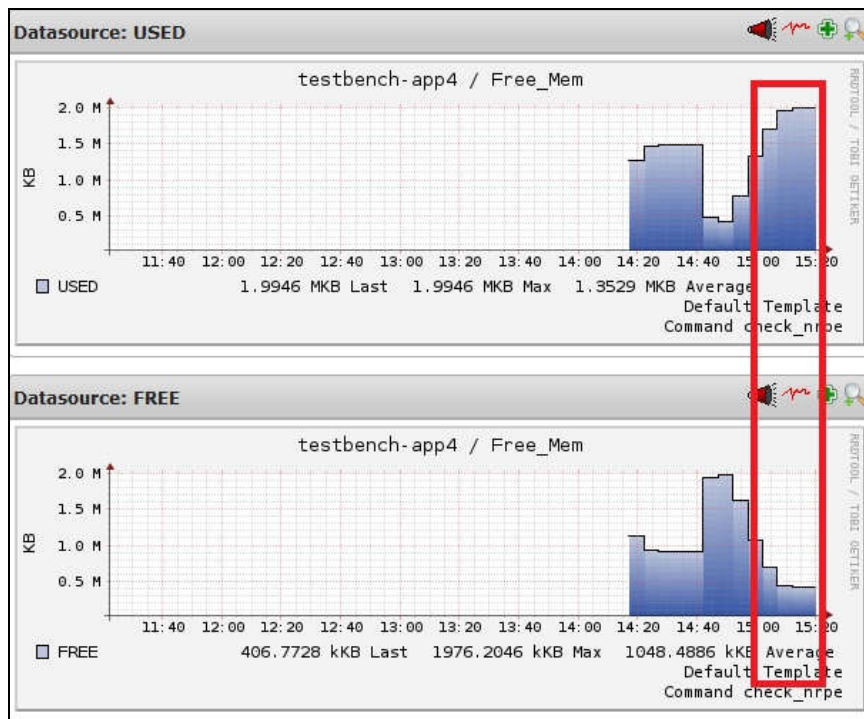 Datasource: USED
testbench-app4 / Free_Mem
RRDTOOL / TOBI OETIKER
KB
2.0 M
1.5 M
1.0 M
0.5 M
11:40 12:00 12:20 12:40 13:00 13:20 13:40 14:00 14:20 14:40 15:00 15:20
USED 1.9946 MKB Last 1.9946 MKB Max 1.3529 MKB Average
Default Template
Command check_nrpe
Datasource: FREE
testbench-app4 / Free_Mem
RRDTOOL / TOBI OETIKER
KB
2.0 M
1.5 M
1.0 M
0.5 M
11:40 12:00 12:20 12:40 13:00 13:20 13:40 14:00 14:20 14:40 15:00 15:20
FREE 406.7728 kKB Last 1976.2046 kKB Max 1048.4886 kKB Average
Default Template
Command check_nrpe